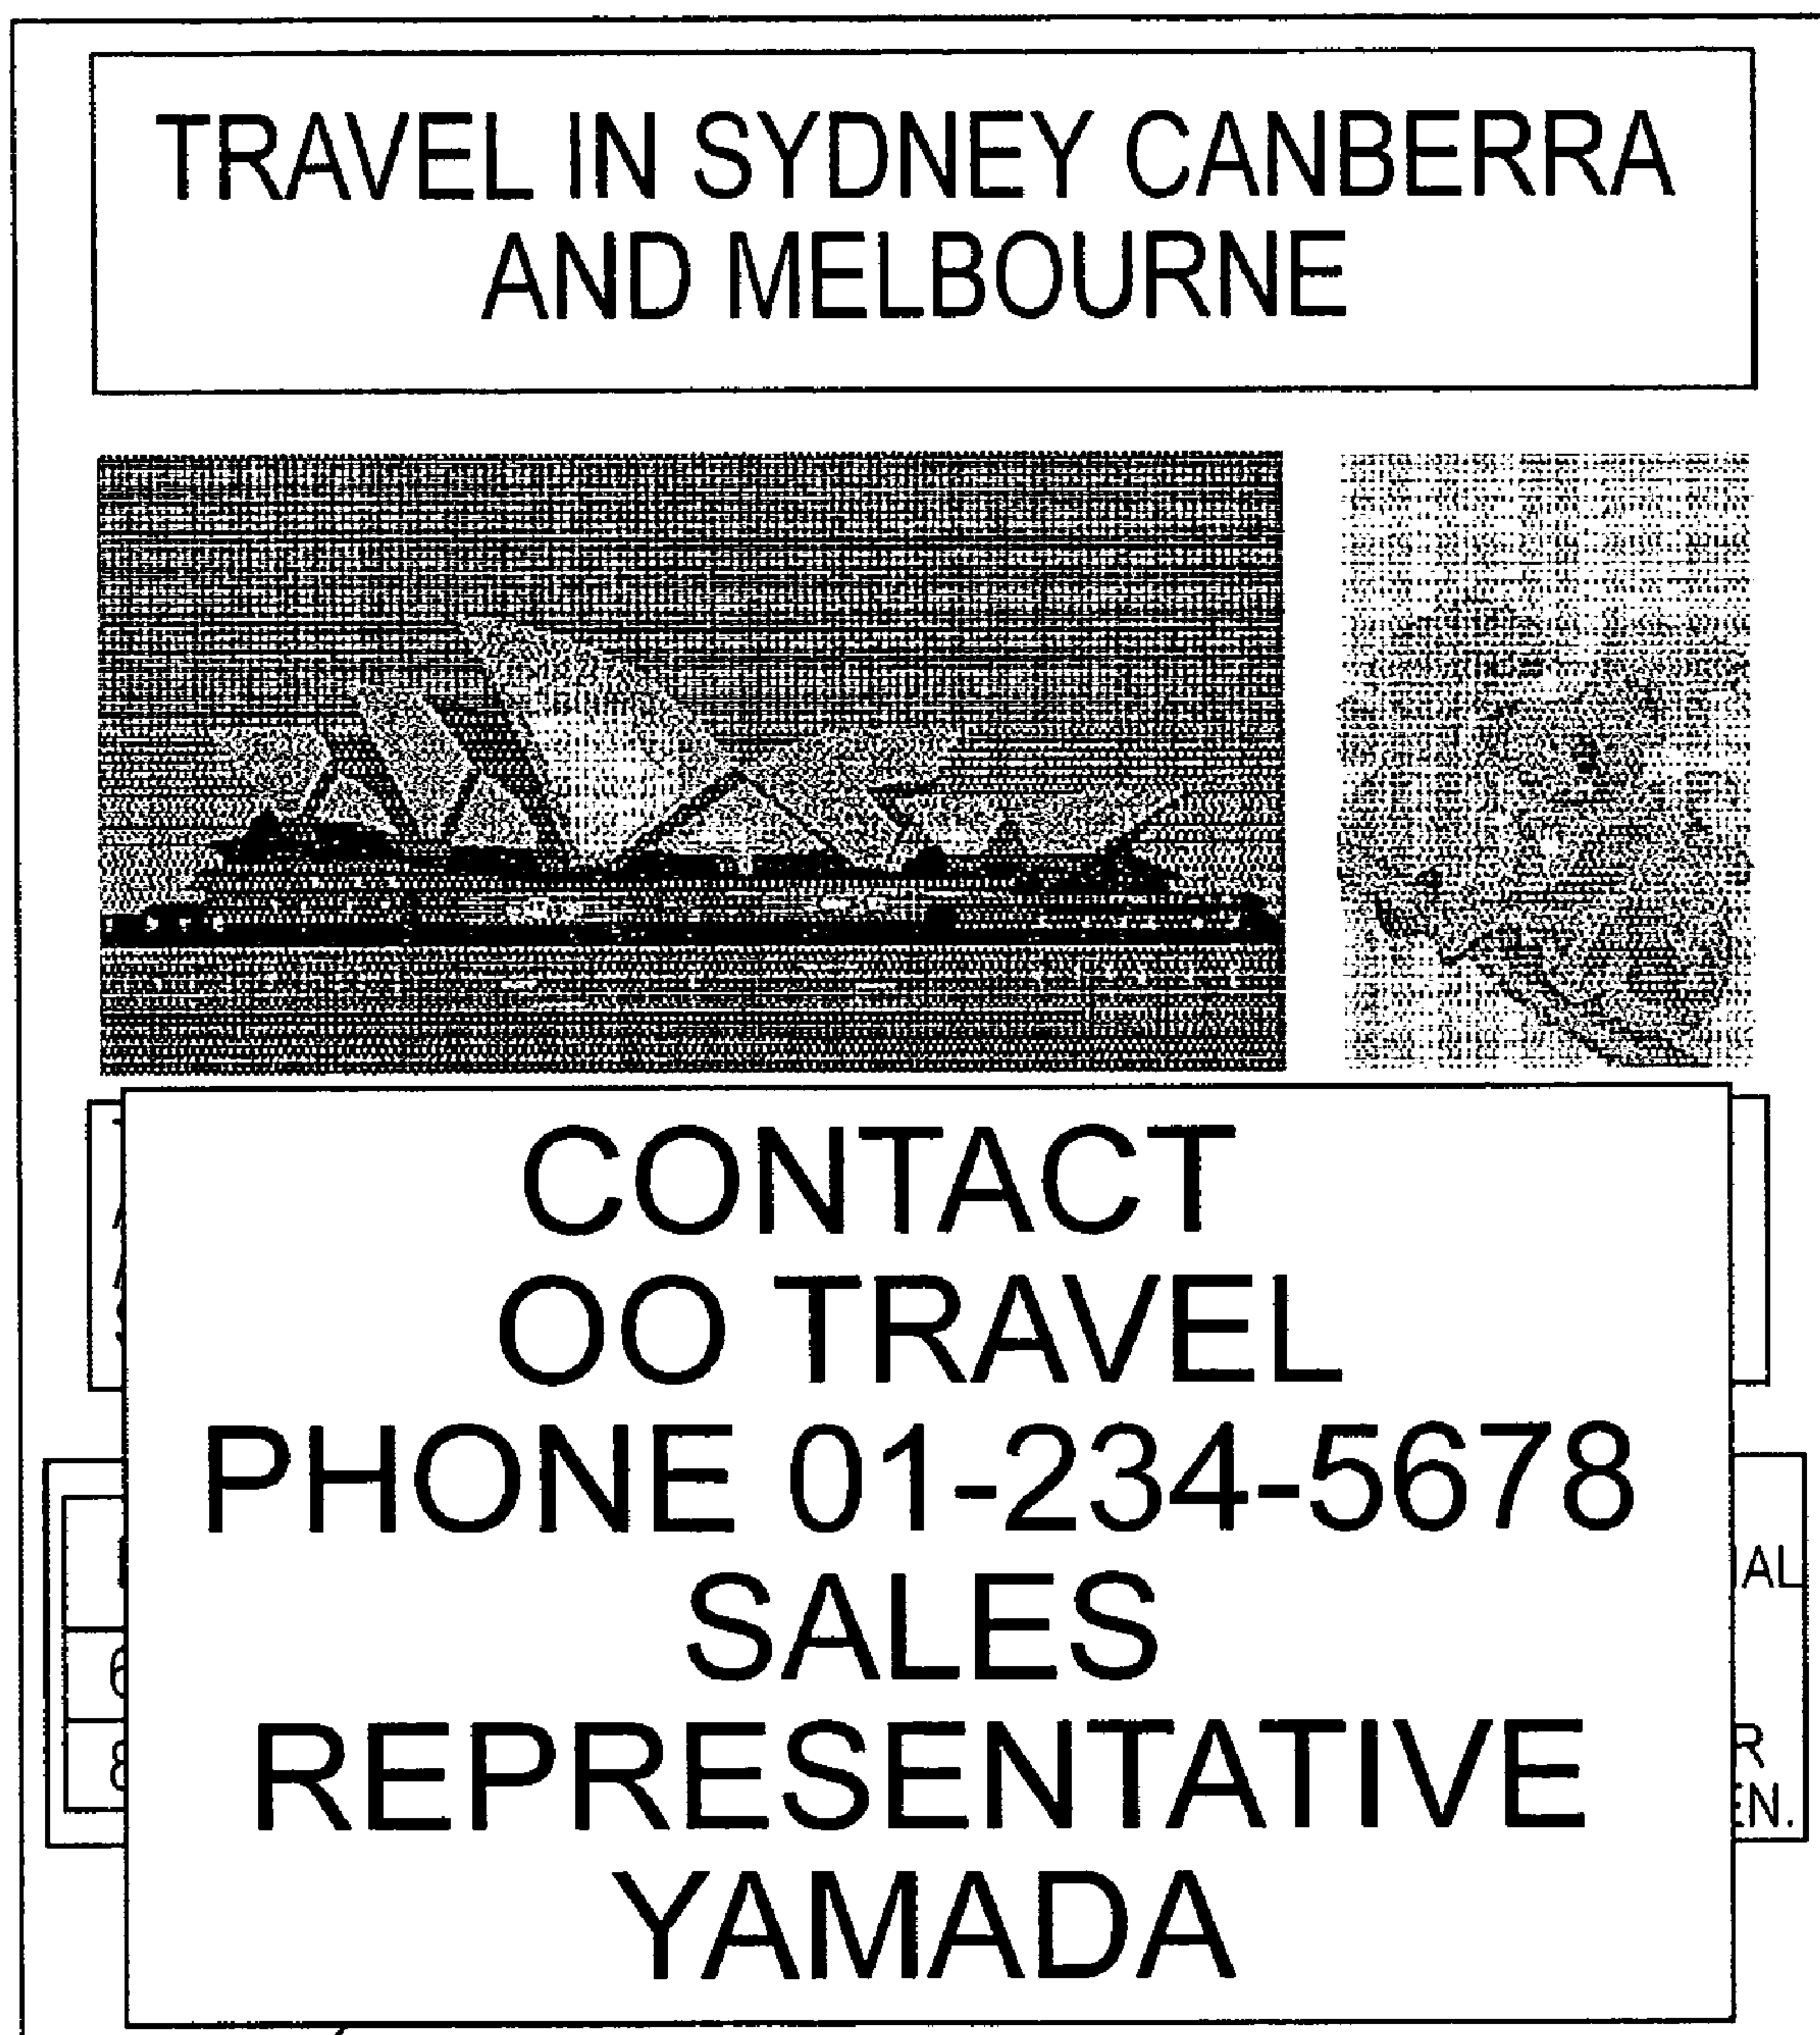 TRAVEL IN SYDNEY CANBERRA
AND MELBOURNE
CONTACT
OO TRAVEL
PHONE 01-234-5678
SALES
REPRESENTATIVE
YAMADA